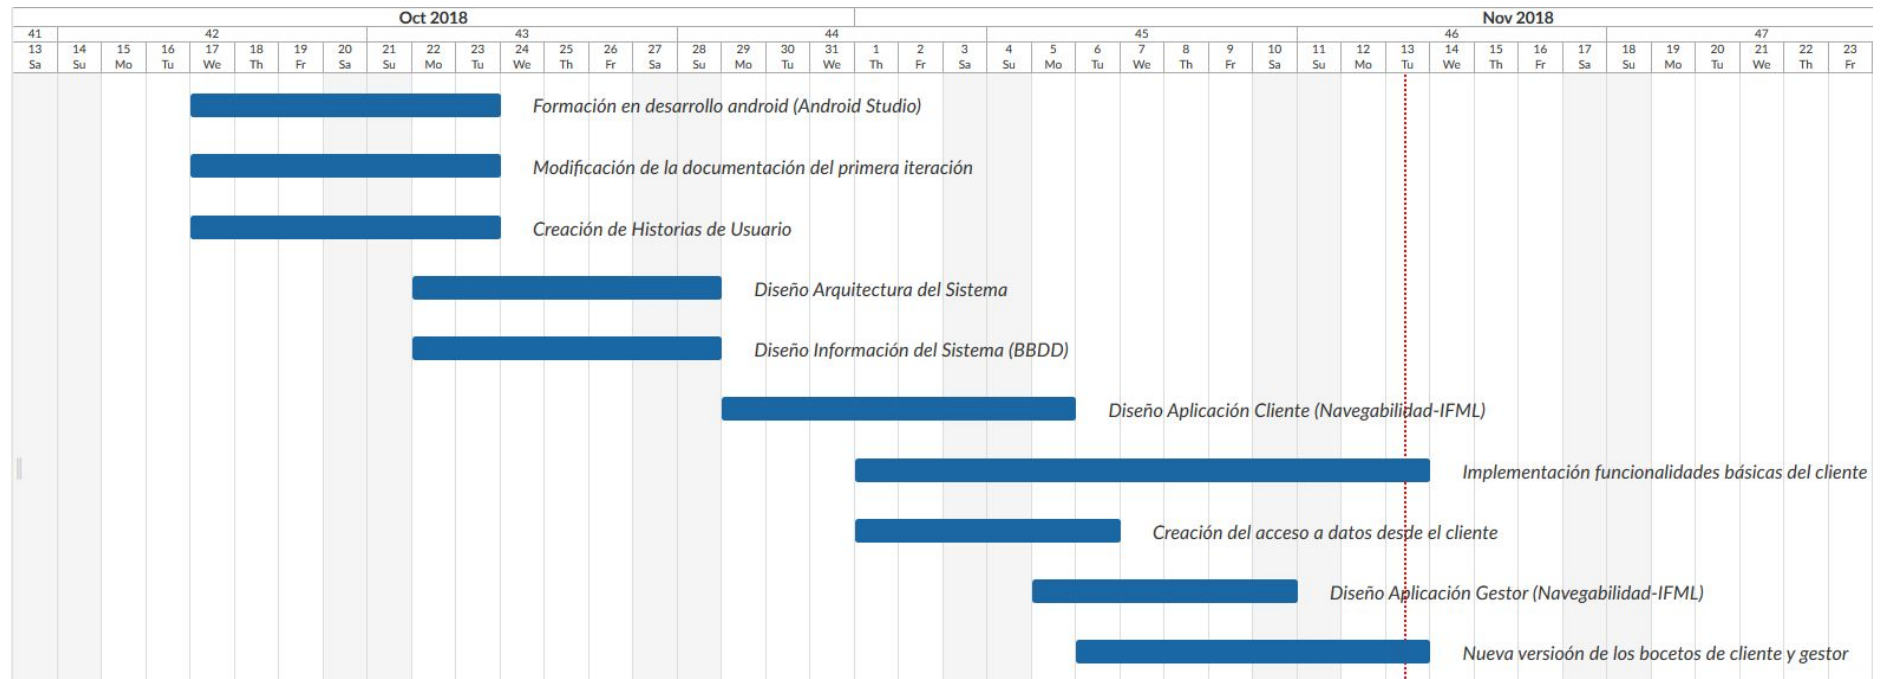 Oct 2018 Nov 2018
41 42 43 44 45 46 47
13 14 15 16 17 18 19 20 21 22 23 24 25 26 27 28 29 30 31 1 2 3 4 5 6 7 8 9 10 11 12 13 14 15 16 17 18 19 20 21 22 23
Sa Su Mo Tu We Th Fr Sa Su Mo Tu We Th Fr Sa Su Mo Tu We Th Fr Sa Su Mo Tu We Th Fr Sa Su Mo Tu We Th Fr Sa Su Mo Tu We Th Fr
Formación en desarrollo android (Android Studio)
Modificación de la documentación del primera iteración
Creación de Historias de Usuario
Diseño Arquitectura del Sistema
Diseño Información del Sistema (BBDD)
Diseño Aplicación Cliente (Navegabilidad-IFML)
Implementación funcionalidades básicas del cliente
Creación del acceso a datos desde el cliente
Diseño Aplicación Gestor (Navegabilidad-IFML)
Nueva versioón de los bocetos de cliente y gestor